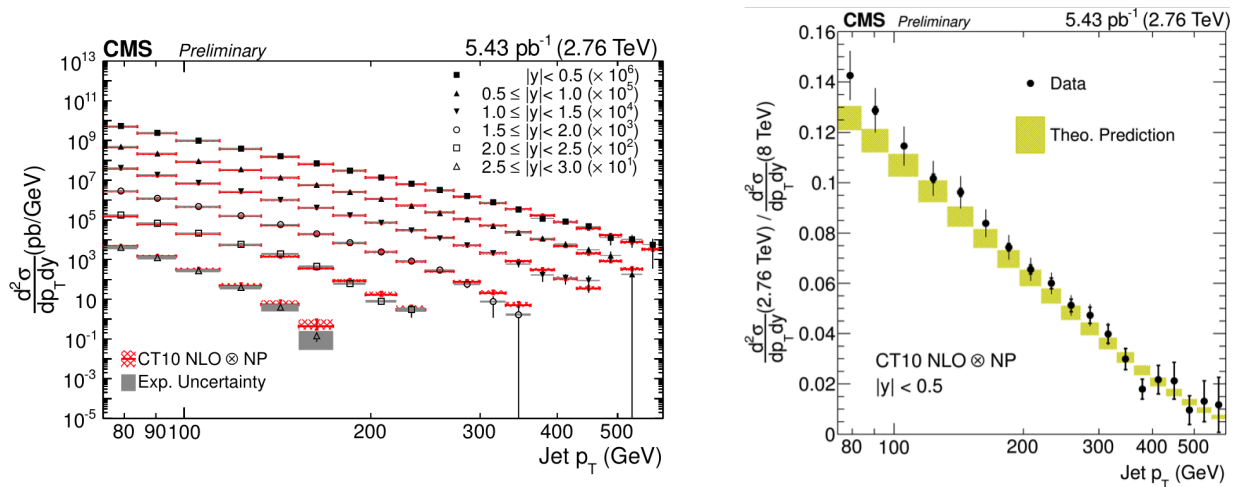 CMS Preliminary 5.43 pb⁻¹ (2.76 TeV)
d²σ/dp_T dy (pb/GeV)
10¹³
10¹¹
10⁹
10⁷
10⁵
10³
10
10⁻¹
10⁻³
10⁻⁵
|y| < 0.5 (× 10⁶)
0.5 ≤ |y| < 1.0 (× 10⁵)
1.0 ≤ |y| < 1.5 (× 10⁴)
1.5 ≤ |y| < 2.0 (× 10³)
2.0 ≤ |y| < 2.5 (× 10²)
2.5 ≤ |y| < 3.0 (× 10¹)
CT10 NLO ⊗ NP
Exp. Uncertainty
80 90 100 200 300 400 500
Jet p_T (GeV)
CMS Preliminary 5.43 pb⁻¹ (2.76 TeV)
d²σ/dp_T dy (2.76 TeV) / d²σ/dp_T dy (8 TeV)
0.16
0.14
0.12
0.1
0.08
0.06
0.04
0.02
0
Data
Theo. Prediction
CT10 NLO ⊗ NP
|y| < 0.5
80 100 200 300 400 500
Jet p_T (GeV)